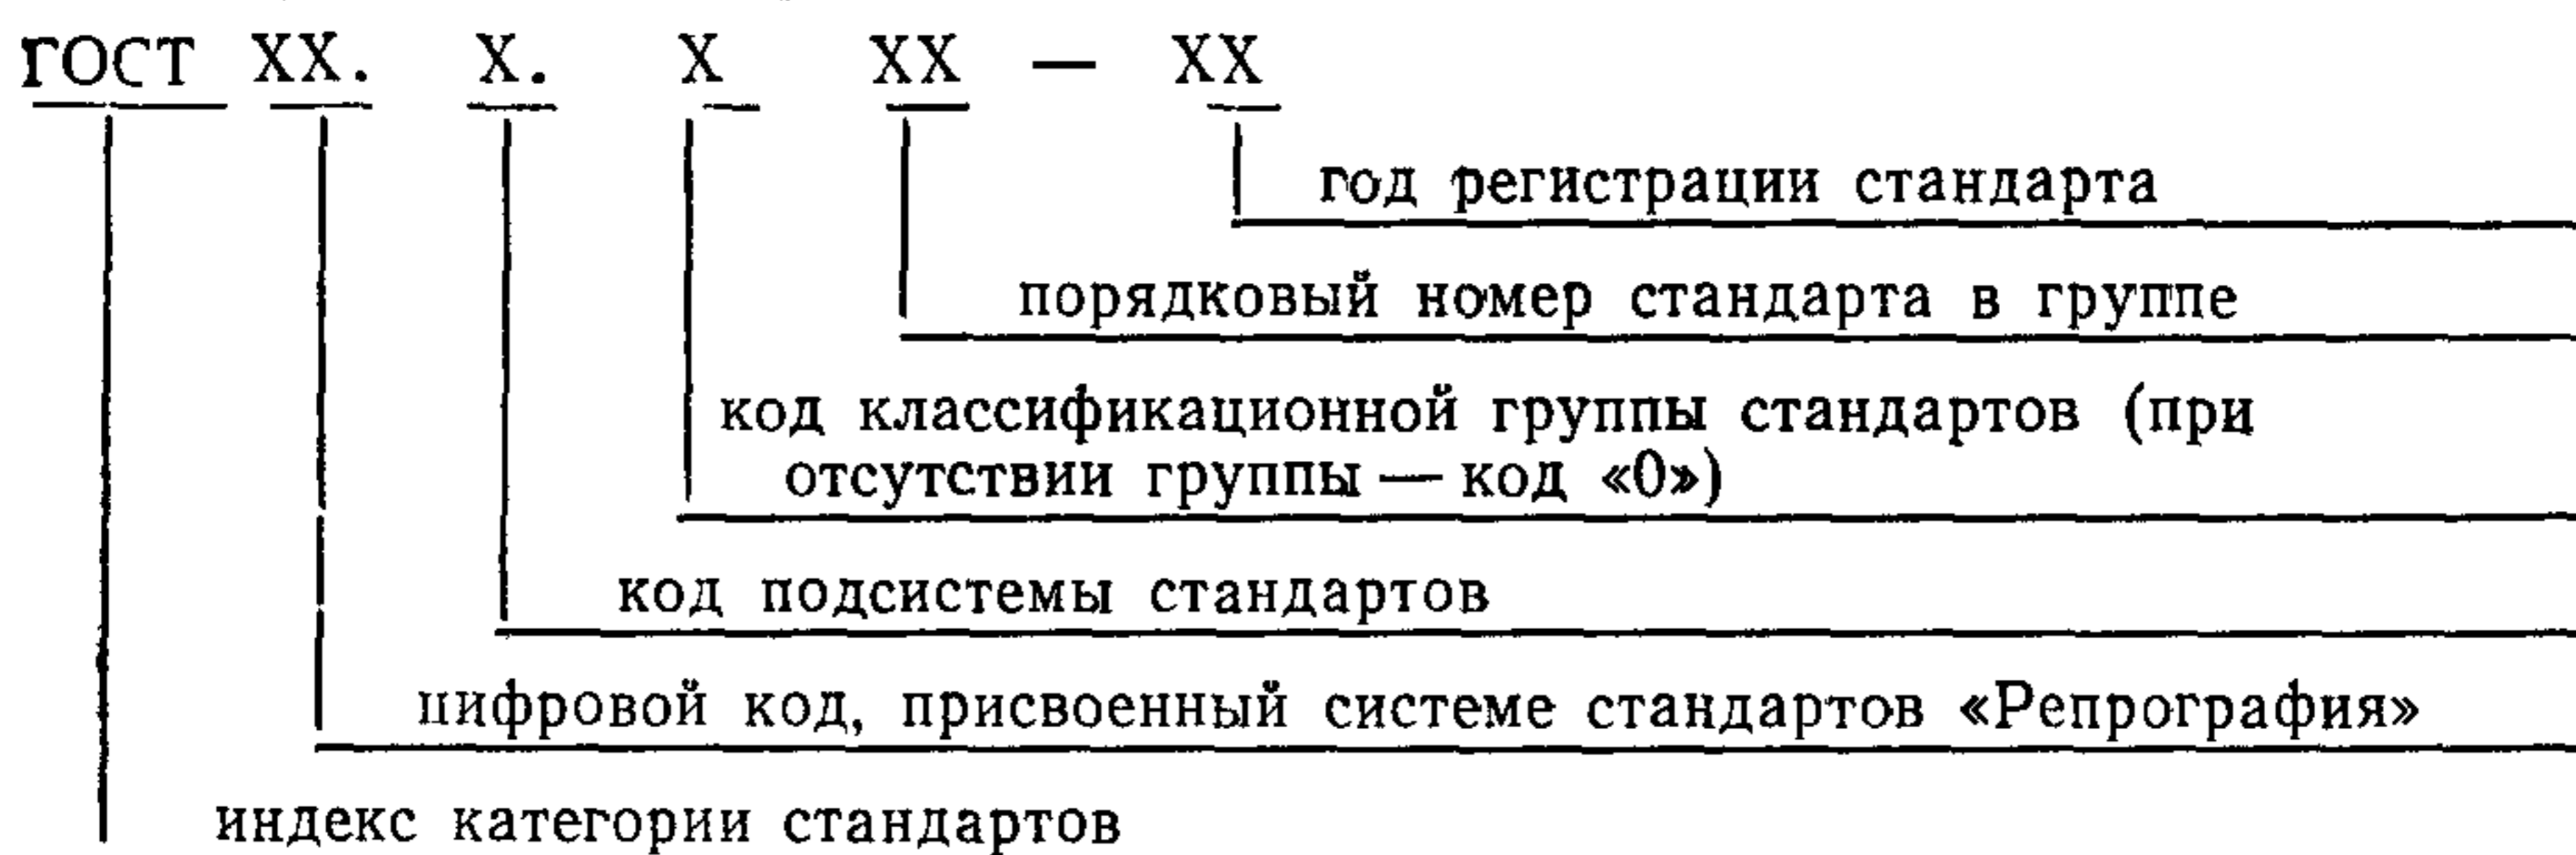 ГОСТ XX. X. X XX — XX
год регистрации стандарта
порядковый номер стандарта в группе
код классификационной группы стандартов (при
отсутствии группы — код «0»)
код подсистемы стандартов
цифровой код, присвоенный системе стандартов «Репрография»
индекс категории стандартов